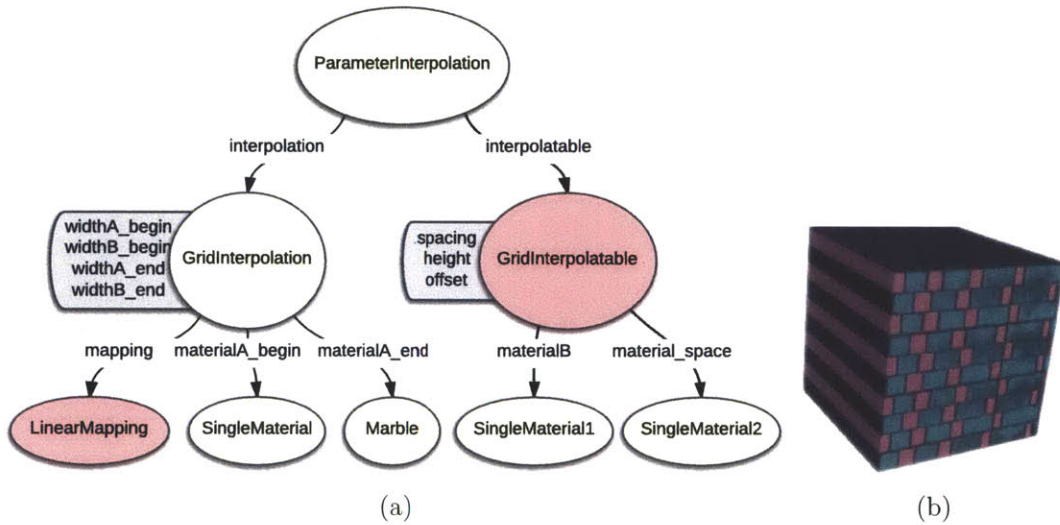 ParameterInterpolation
interpolation
interpolatable
widthA_begin
widthB_begin
widthA_end
widthB_end
GridInterpolation
spacing
height
offset
GridInterpolatable
mapping
materialA_begin
materialA_end
materialB
material_space
LinearMapping
SingleMaterial
Marble
SingleMaterial1
SingleMaterial2
(a)
(b)